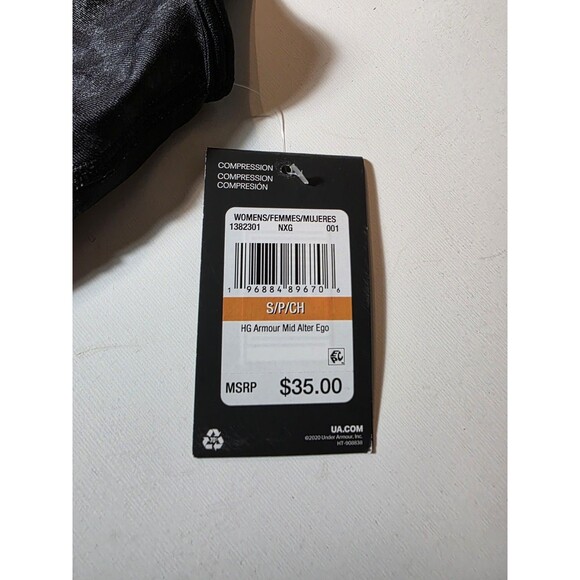 COMPRESSION
COMPRESSION
COMPRESIÓN
WOMENS/FEMMES/MUJERES
1382301 NXG 001
1 96884 89670 6
S/P/CH
HG Armour Mid Alter Ego
MSRP $35.00
UA.COM
©2020 Under Armour, Inc.